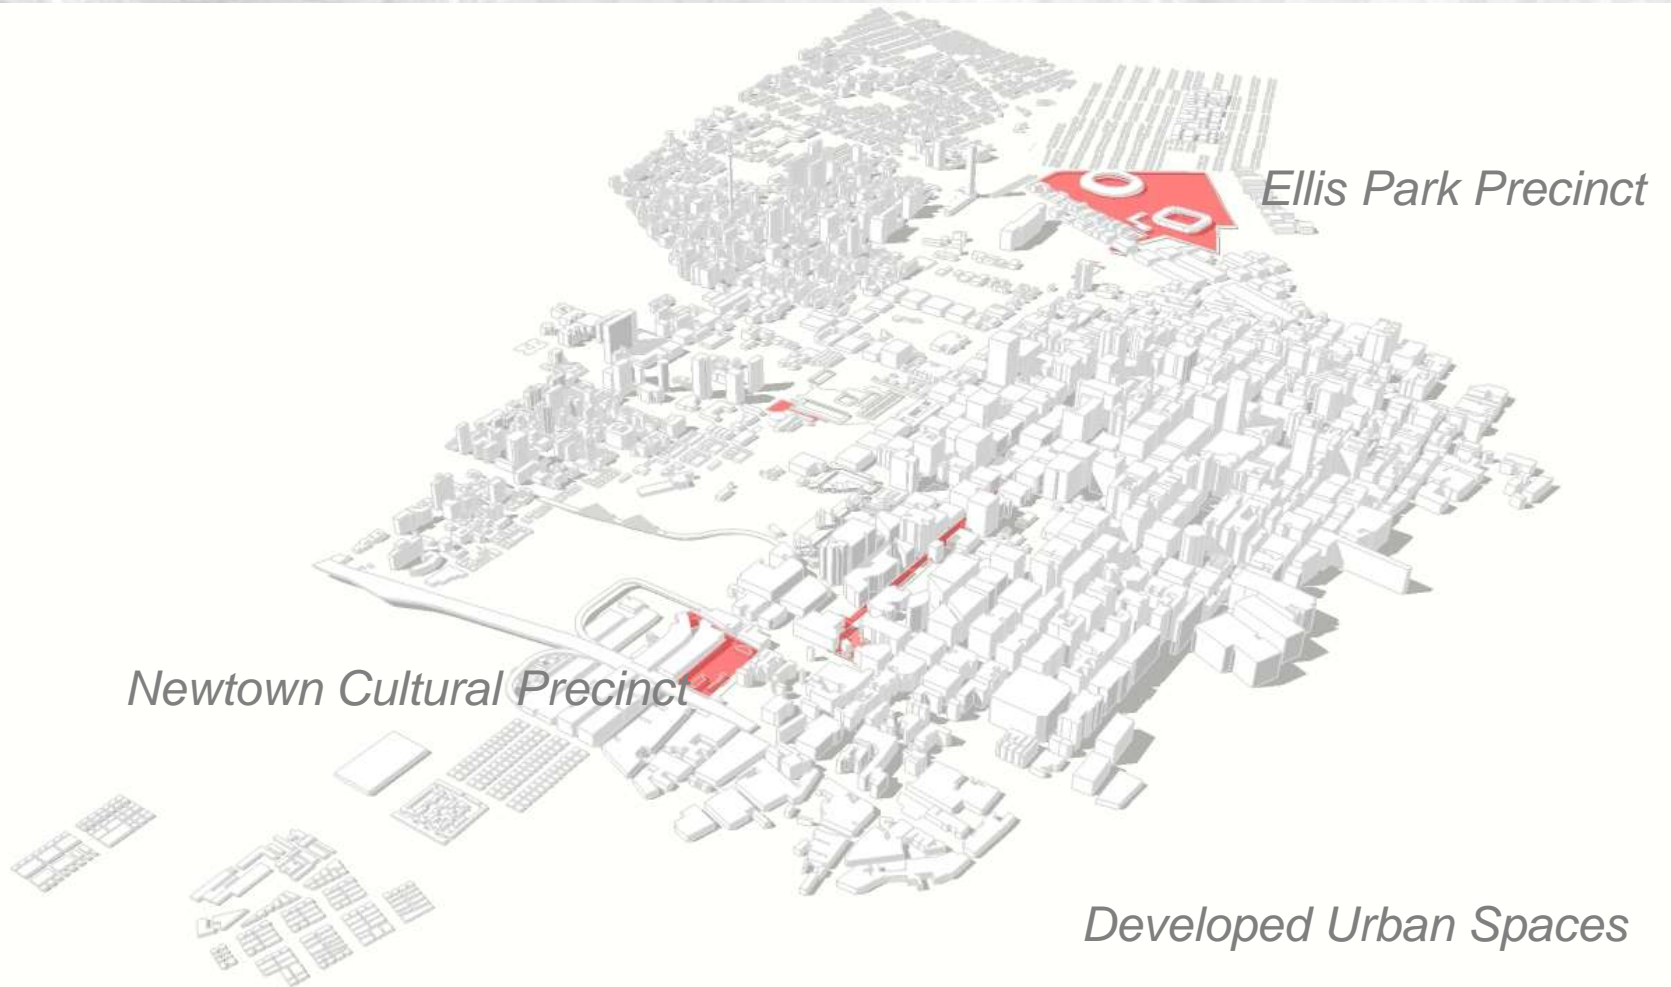 Ellis Park Precinct
Newtown Cultural Precinct
Developed Urban Spaces